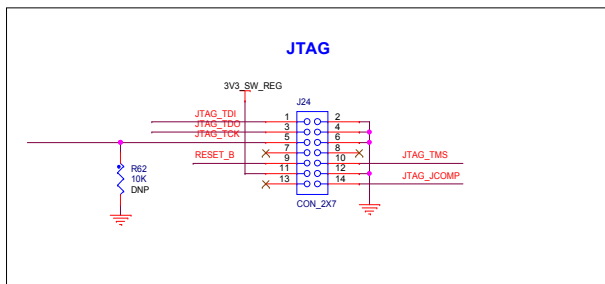 JTAG
3V3_SW_REG
J24
JTAG_TDI 1 2
JTAG_TDO 3 4
JTAG_TCK 5 6
7 8
RESET_B 9 10 JTAG_TMS
11 12
13 14 JTAG_JCOMP
R62
10K
DNP
CON_2X7